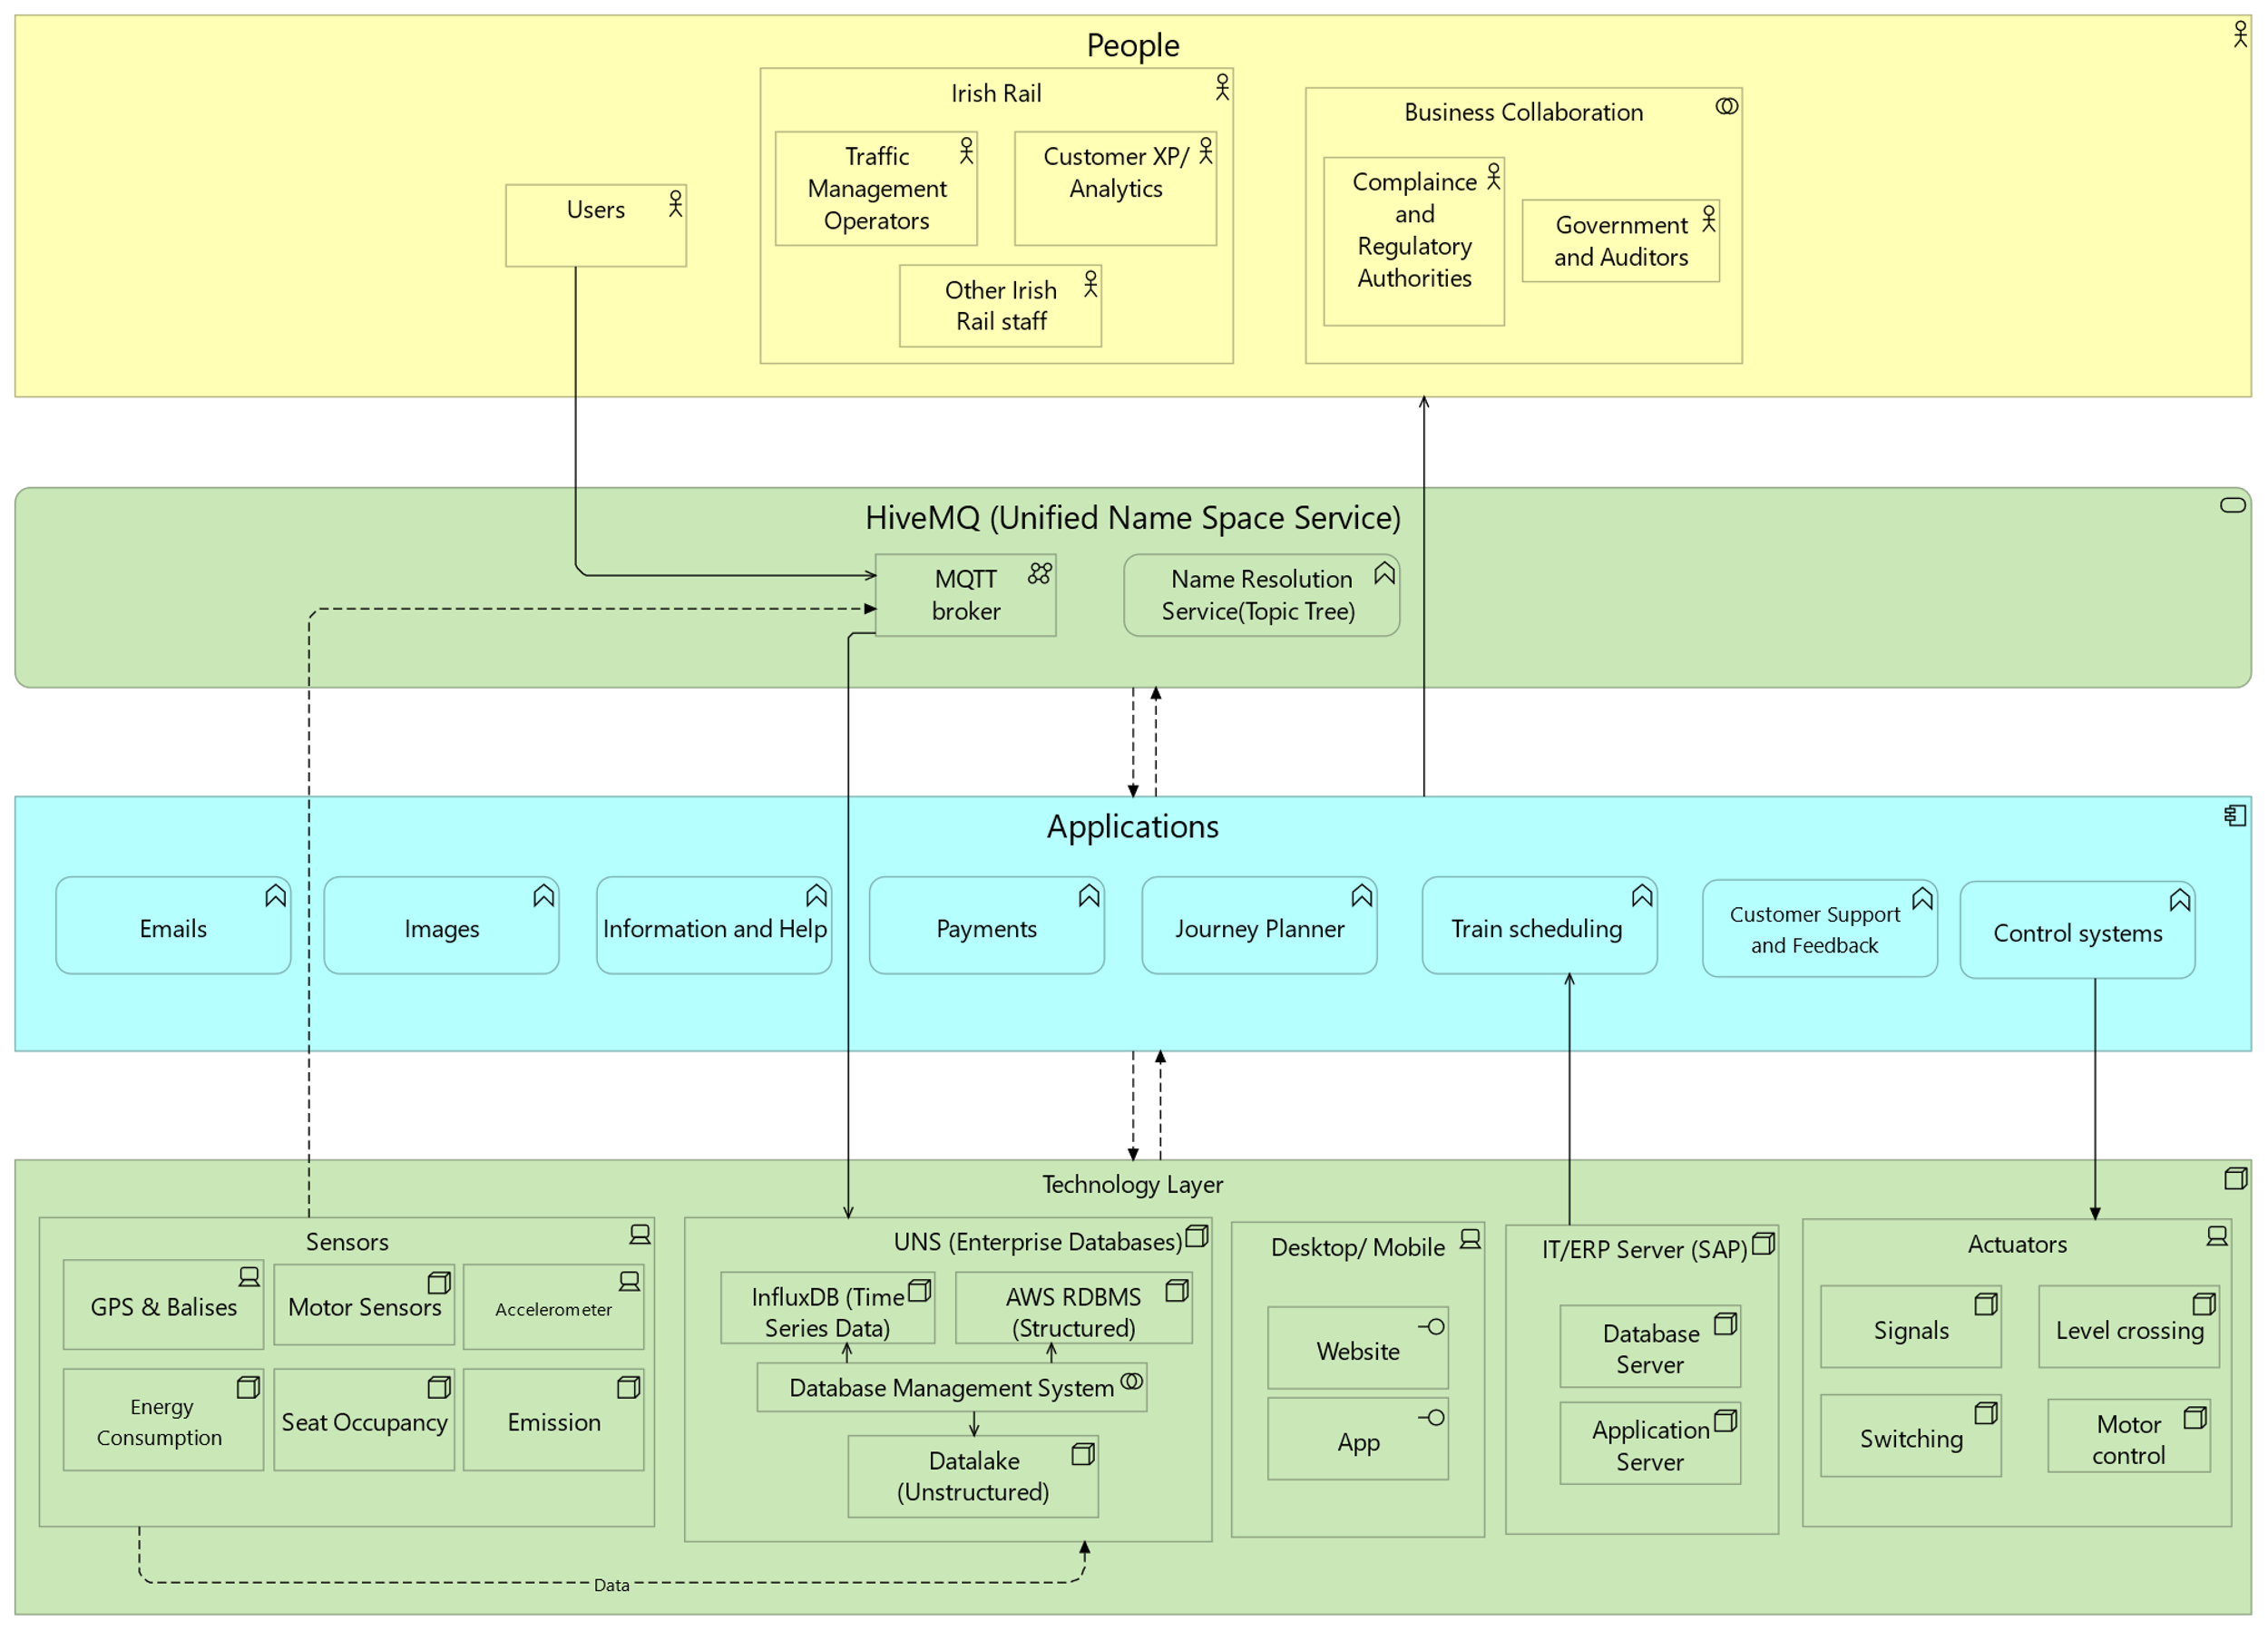 People
Irish Rail
Traffic
Management
Operators
Customer XP/
Analytics
Other Irish
Rail staff
Users
Business Collaboration
Complaince
and
Regulatory
Authorities
Government
and Auditors
HiveMQ (Unified Name Space Service)
MQTT
broker
Name Resolution
Service(Topic Tree)
Applications
Emails
Images
Information and Help
Payments
Journey Planner
Train scheduling
Customer Support
and Feedback
Control systems
Technology Layer
Sensors
GPS & Balises
Motor Sensors
Accelerometer
Energy
Consumption
Seat Occupancy
Emission
UNS (Enterprise Databases)
InfluxDB (Time
Series Data)
AWS RDBMS
(Structured)
Database Management System
Datalake
(Unstructured)
Desktop/ Mobile
Website
App
IT/ERP Server (SAP)
Database
Server
Application
Server
Actuators
Signals
Level crossing
Switching
Motor
control
Data